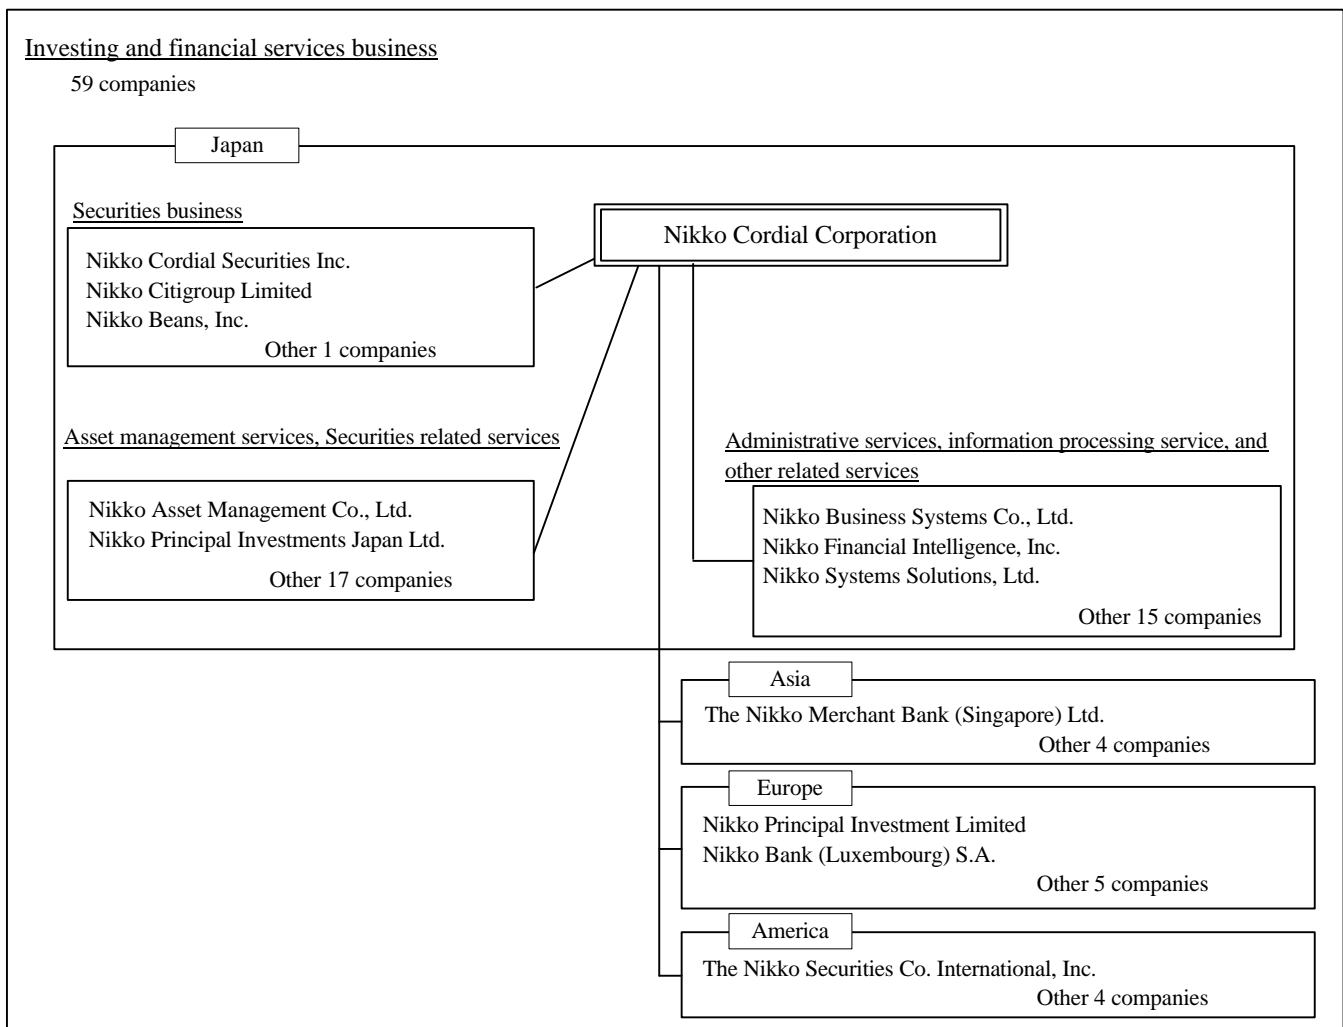 Investing and financial services business
59 companies
Japan
Securities business
Nikko Cordial Corporation
Nikko Cordial Securities Inc.
Nikko Citigroup Limited
Nikko Beans, Inc.
Other 1 companies
Asset management services, Securities related services
Nikko Asset Management Co., Ltd.
Nikko Principal Investments Japan Ltd.
Other 17 companies
Administrative services, information processing service, and
other related services
Nikko Business Systems Co., Ltd.
Nikko Financial Intelligence, Inc.
Nikko Systems Solutions, Ltd.
Other 15 companies
Asia
The Nikko Merchant Bank (Singapore) Ltd.
Other 4 companies
Europe
Nikko Principal Investment Limited
Nikko Bank (Luxembourg) S.A.
Other 5 companies
America
The Nikko Securities Co. International, Inc.
Other 4 companies